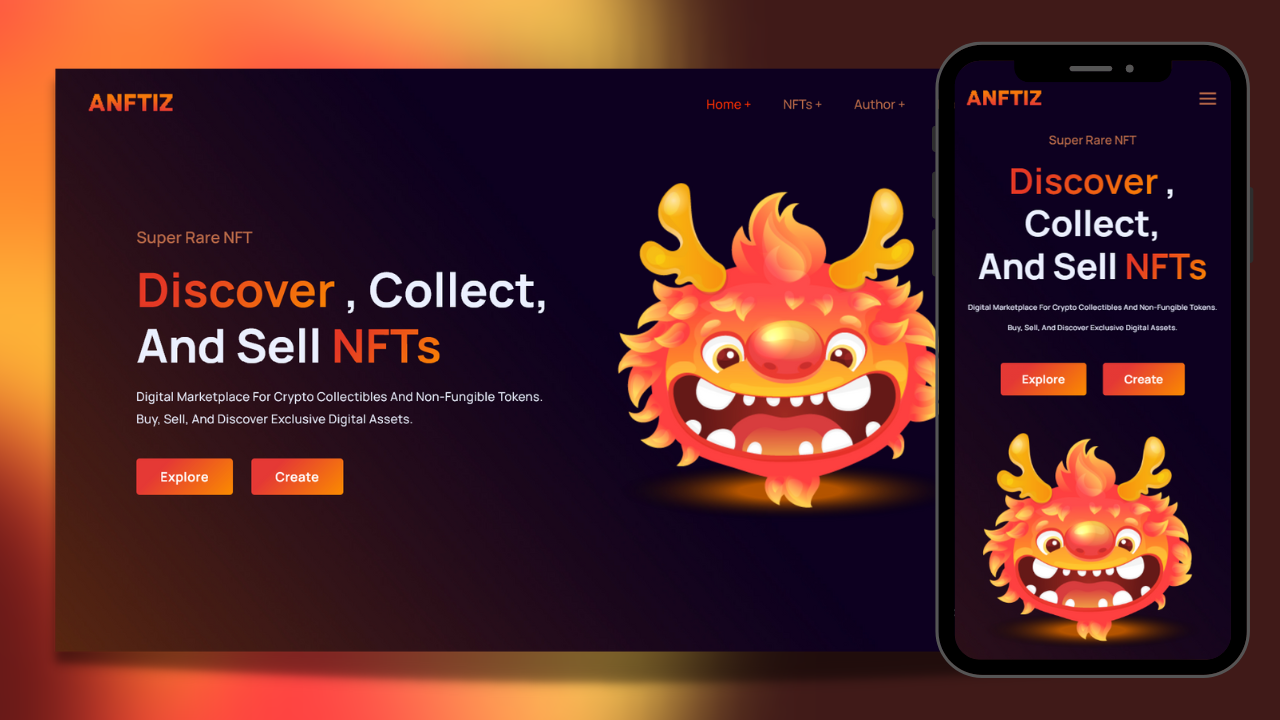 ANFTIZ
Home + NFTs + Author +
Super Rare NFT
Discover , Collect,
And Sell NFTs
Digital Marketplace For Crypto Collectibles And Non-Fungible Tokens.
Buy, Sell, And Discover Exclusive Digital Assets.
Explore Create
ANFTIZ
Super Rare NFT
Discover ,
Collect,
And Sell NFTs
Digital Marketplace For Crypto Collectibles And Non-Fungible Tokens.
Buy, Sell, And Discover Exclusive Digital Assets.
Explore Create